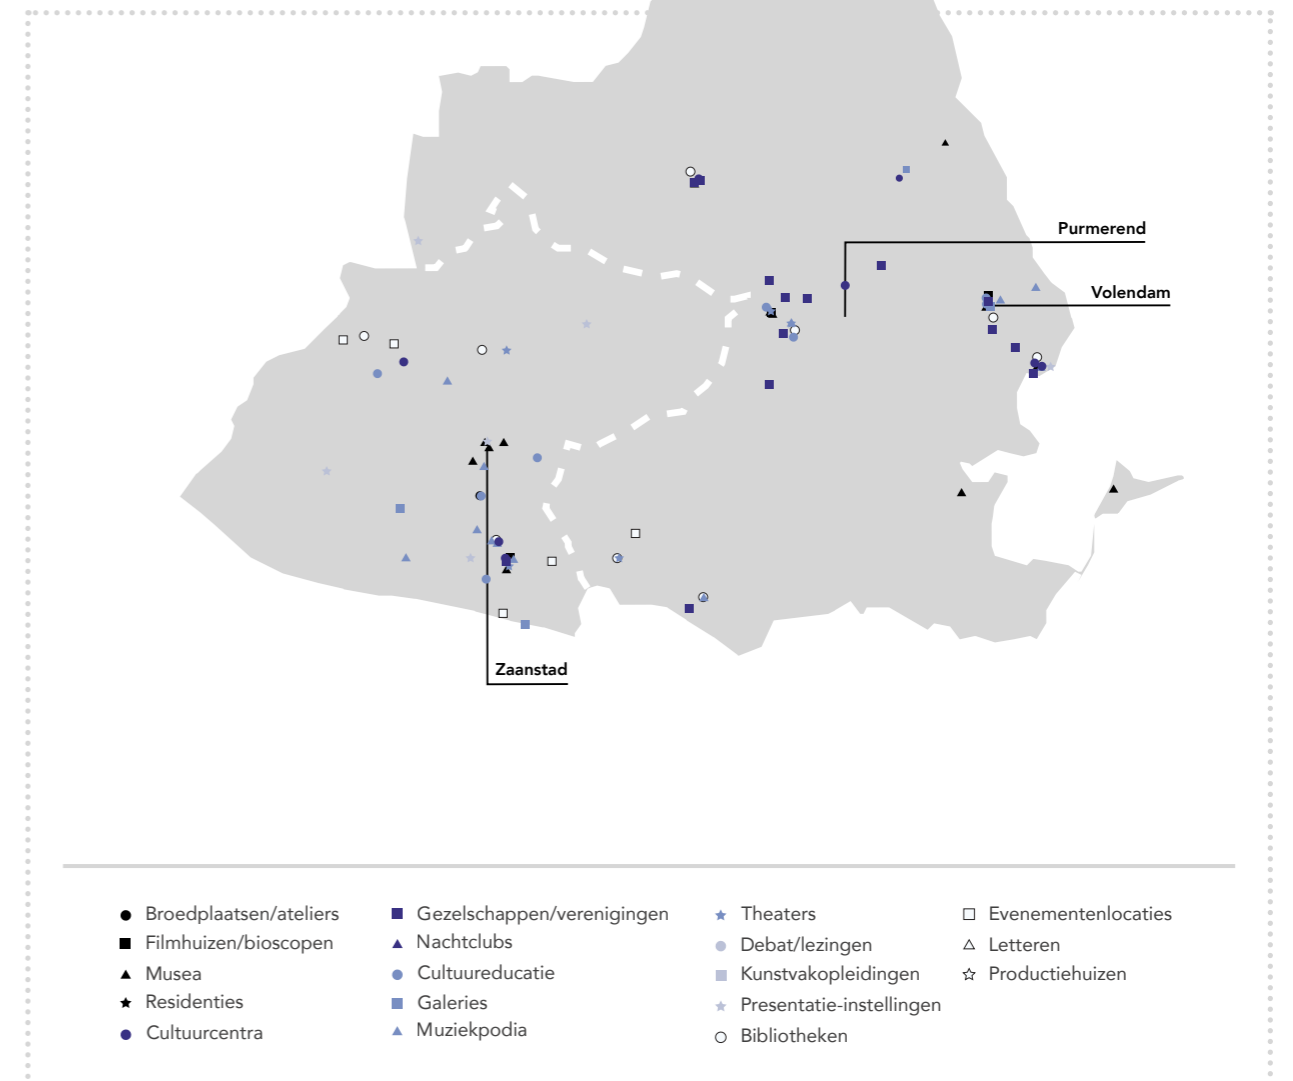 Purmerend
Volendam
Zaanstad
Broedplaatsen/ateliers
Filmhuizen/bioscopen
Musea
Residenties
Cultuurcentra
Gezelschappen/verenigingen
Nachtclubs
Cultuureducatie
Galeries
Muziekpodia
Theaters
Debat/lezingen
Kunstvakopleidingen
Presentatie-instellingen
Bibliotheken
Evenementenlocaties
Letteren
Productiehuizen